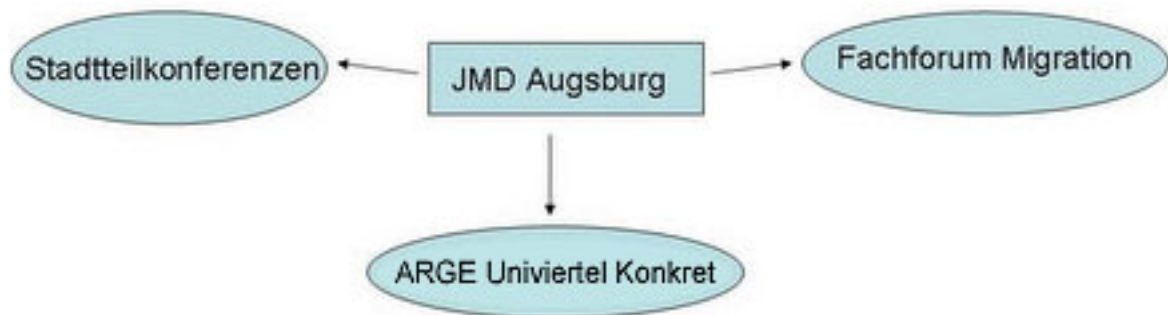 Stadtteilkonferenzen
JMD Augsburg
Fachforum Migration
ARGE Univiertel Konkret